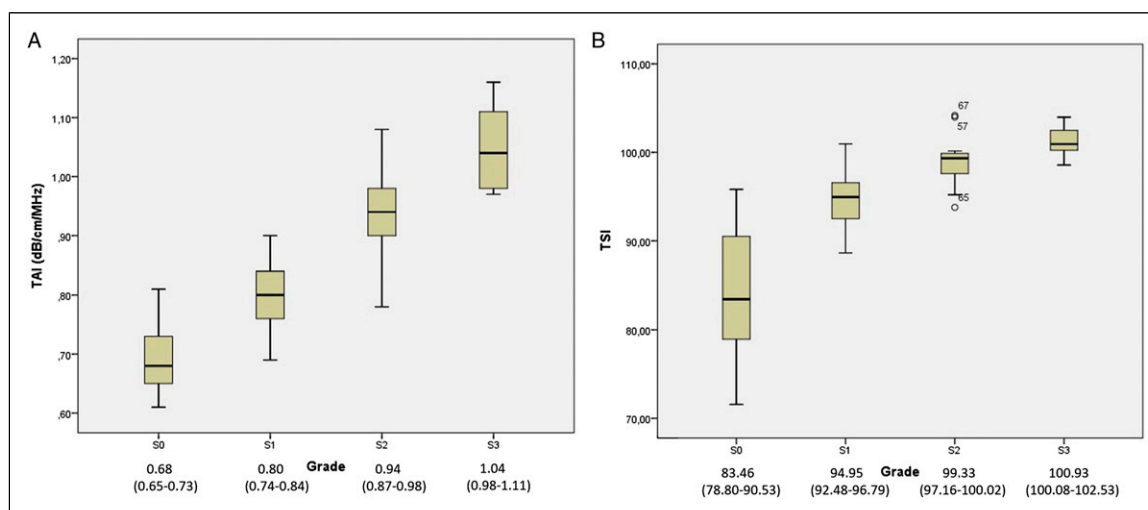 A
TAI (dB/cm/MHz)
1,20
1,10
1,00
,90
,80
,70
,60
S0 S1 S2 S3
Grade
0.68 0.80 0.94 1.04
(0.65-0.73) (0.74-0.84) (0.87-0.98) (0.98-1.11)
B
TSI
110,00
100,00
90,00
80,00
70,00
67
57
65
S0 S1 S2 S3
Grade
83.46 94.95 99.33 100.93
(78.80-90.53) (92.48-96.79) (97.16-100.02) (100.08-102.53)